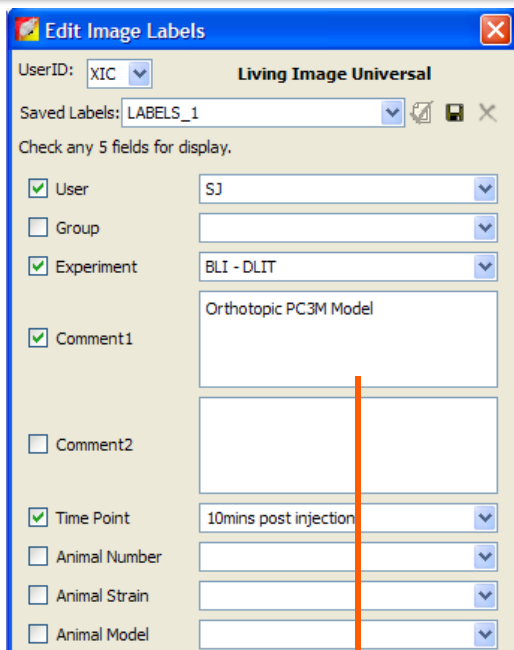 Edit Image Labels
UserID: XIC Living Image Universal
Saved Labels: LABELS_1
Check any 5 fields for display.
User SJ
Group
Experiment BLI - DLIT
Orthotopic PC3M Model
Comment1
Comment2
Time Point 10mins post injection
Animal Number
Animal Strain
Animal Model